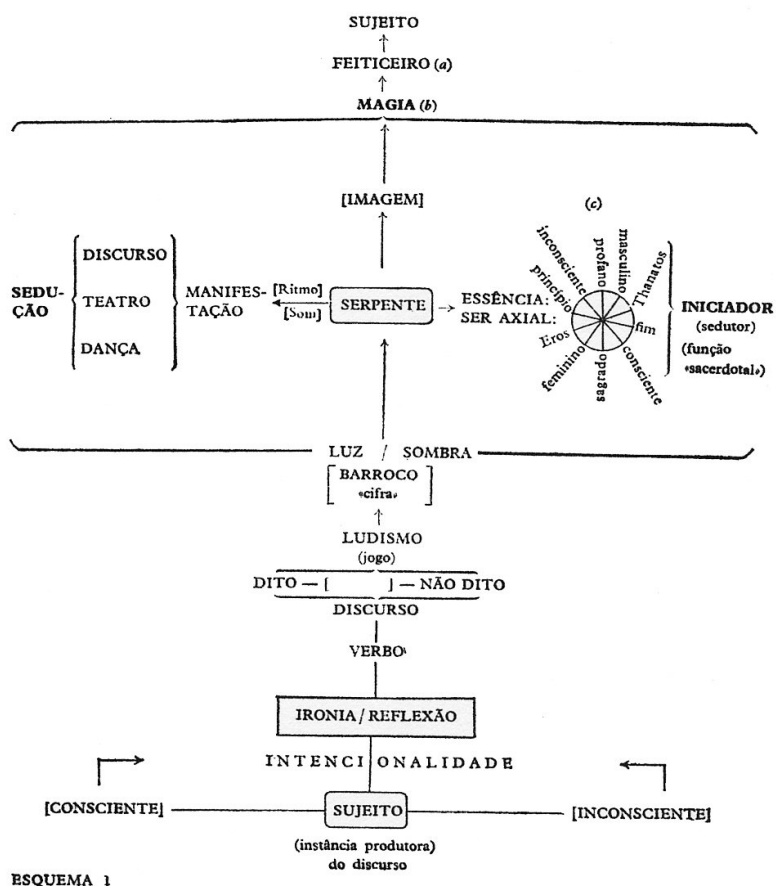 SUJEITO
FEITICEIRO (a)
MAGIA (b)
[IMAGEM]
(c)
SEDU-
ÇÃO
DISCURSO
TEATRO
DANÇA
MANIFES-
TAÇÃO
[Ritmo]
[Som]
SERPENTE
ESSÊNCIA:
SER AXIAL:
inconsciente
profano
masculino
Thanatos
princípio
fim
Eros
feminino
sagrado
consciente
INICIADOR
(sedutor)
(função
«sacerdotal»)
LUZ / SOMBRA
[BARROCO
«cifra»]
LUDISMO
(jogo)
DITO — [ ] — NÃO DITO
DISCURSO
VERBO
IRONIA / REFLEXÃO
INTENCIONALIDADE
[CONSCIENTE] SUJEITO [INCONSCIENTE]
(instância produtora)
do discurso
ESQUEMA 1